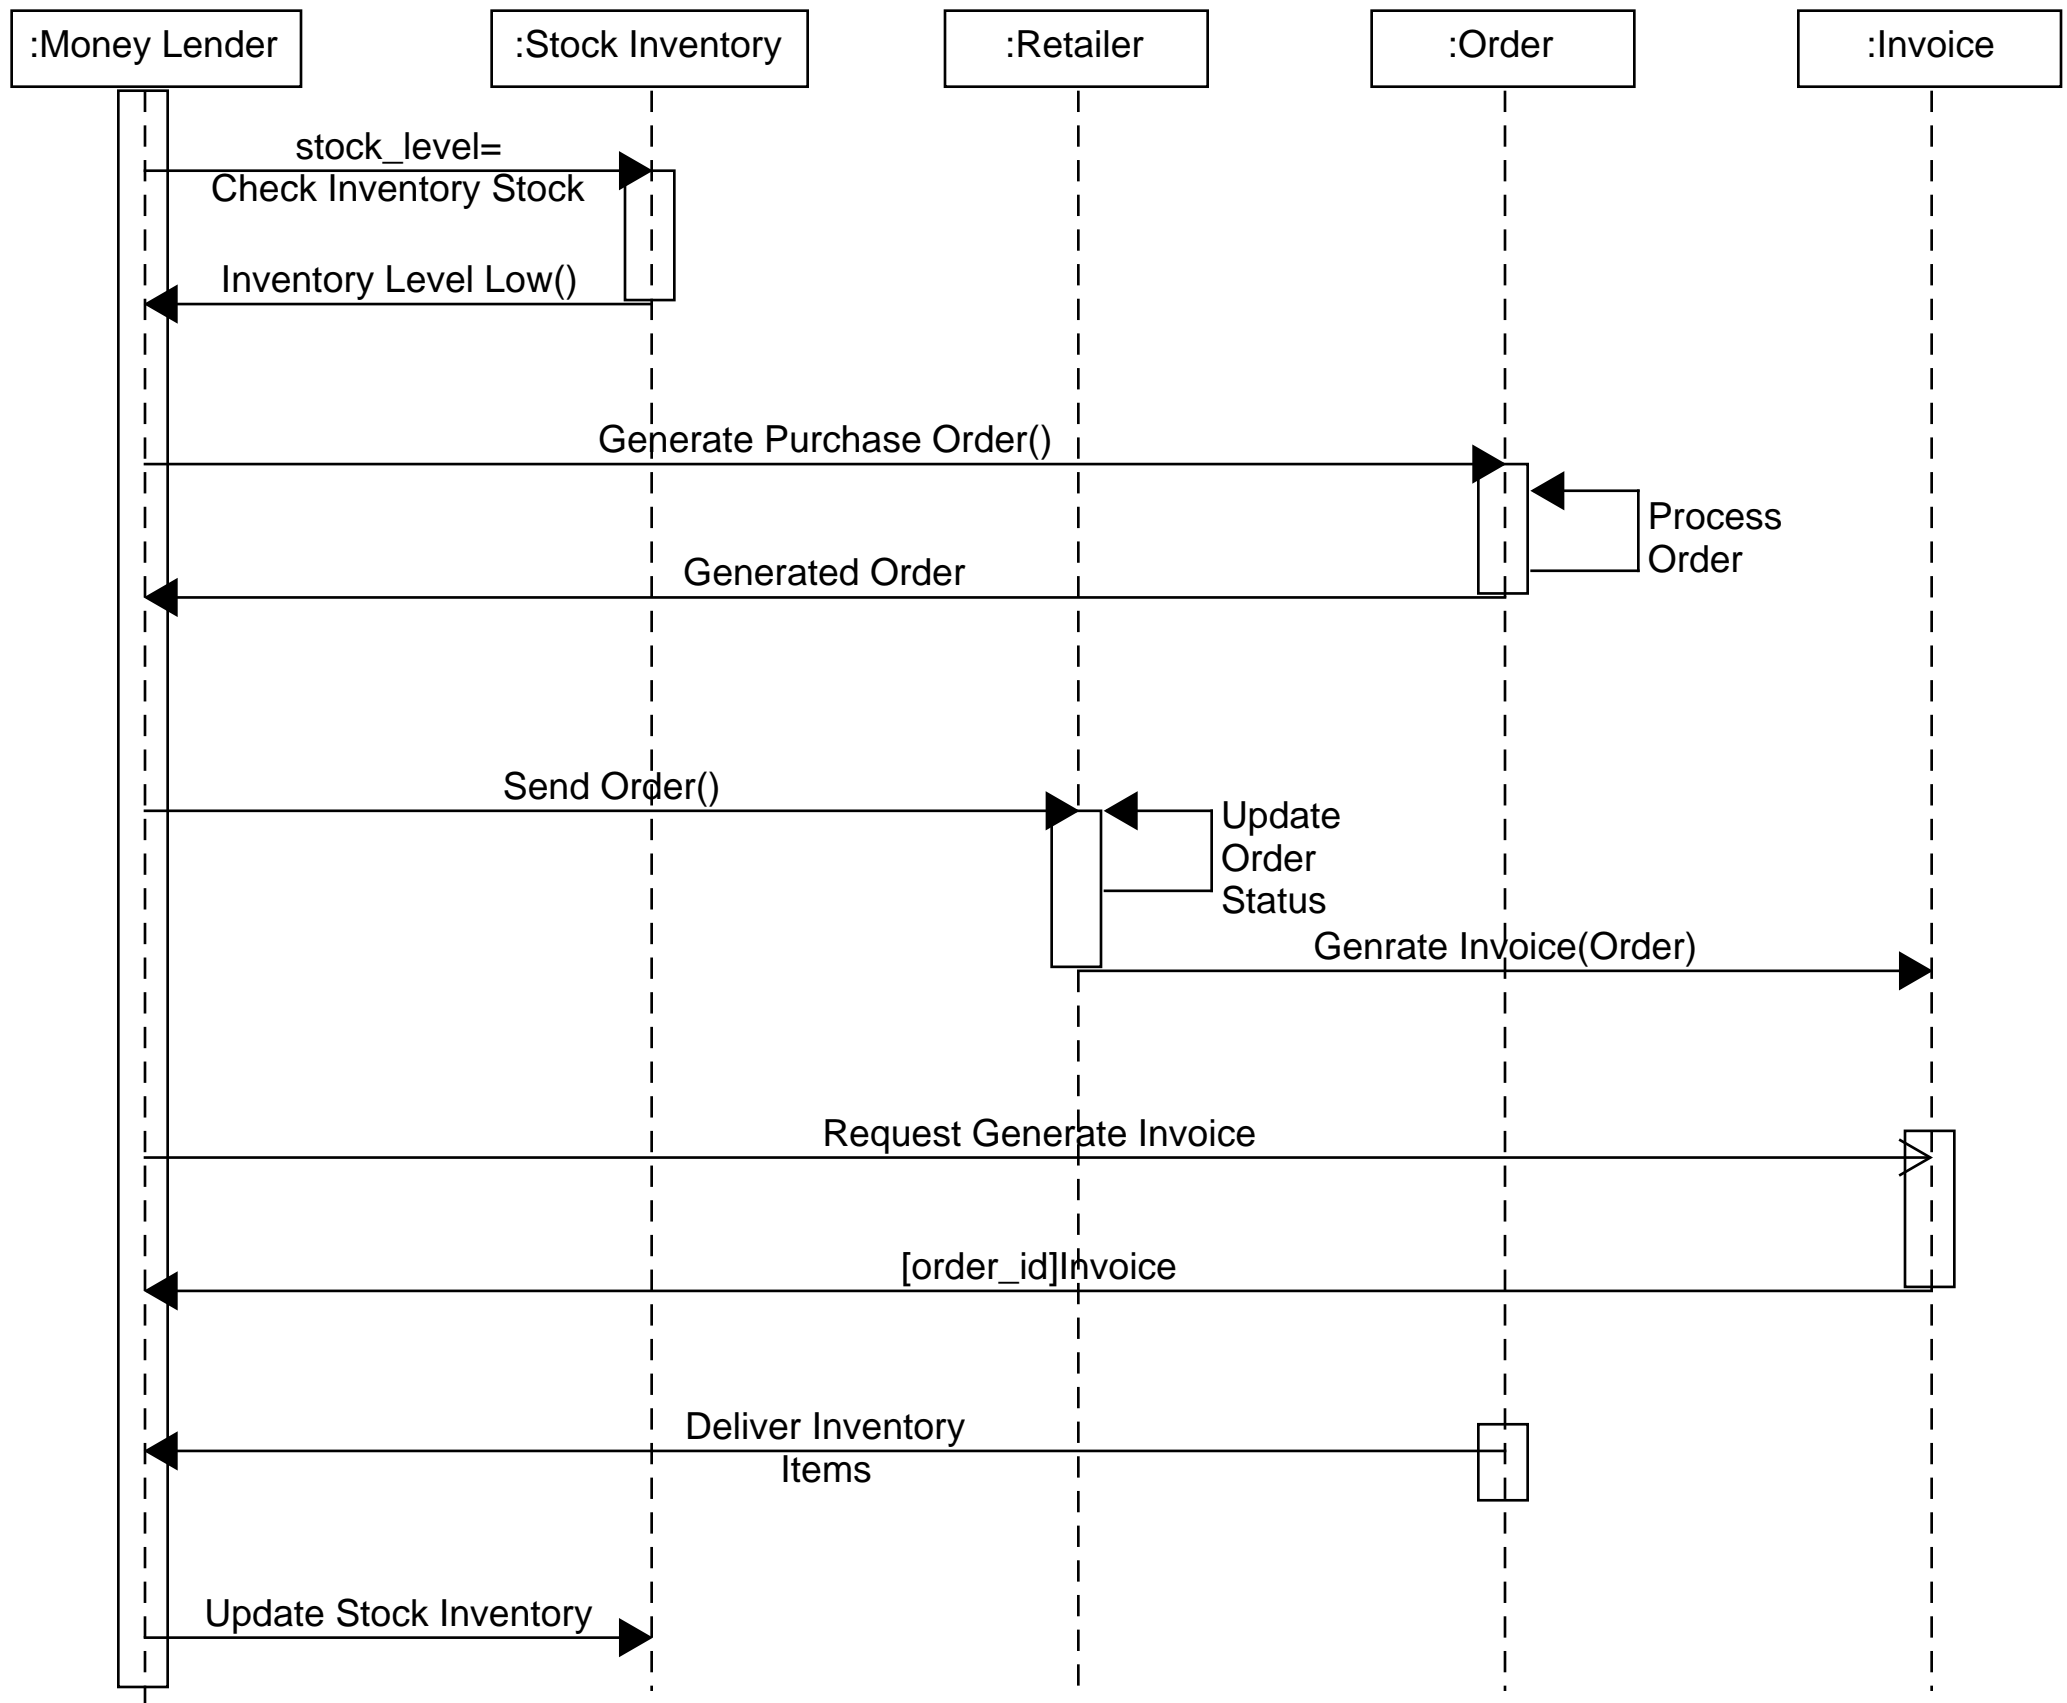 :Money Lender
:Stock Inventory
:Retailer
:Order
:Invoice
stock_level=
Check Inventory Stock
Inventory Level Low()
Generate Purchase Order()
Process
Order
Generated Order
Send Order()
Update
Order
Status
Genrate Invoice(Order)
Request Generate Invoice
[order_id]Invoice
Deliver Inventory
Items
Update Stock Inventory